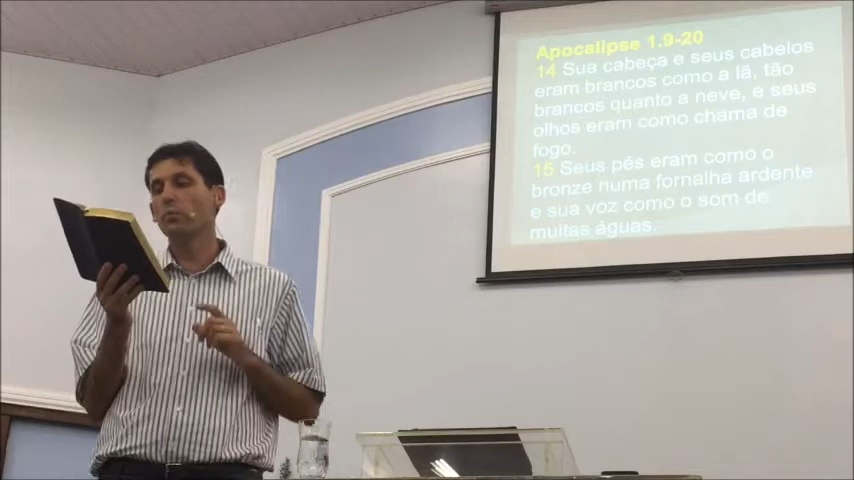 Apocalipse 1.9-20
14 Sua cabeça e seus cabelos
eram brancos como a lã, tão
brancos quanto a neve, e seus
olhos eram como chama de
fogo.
15 Seus pés eram como o
bronze numa fornalha ardente
e sua voz como o som de
muitas águas.